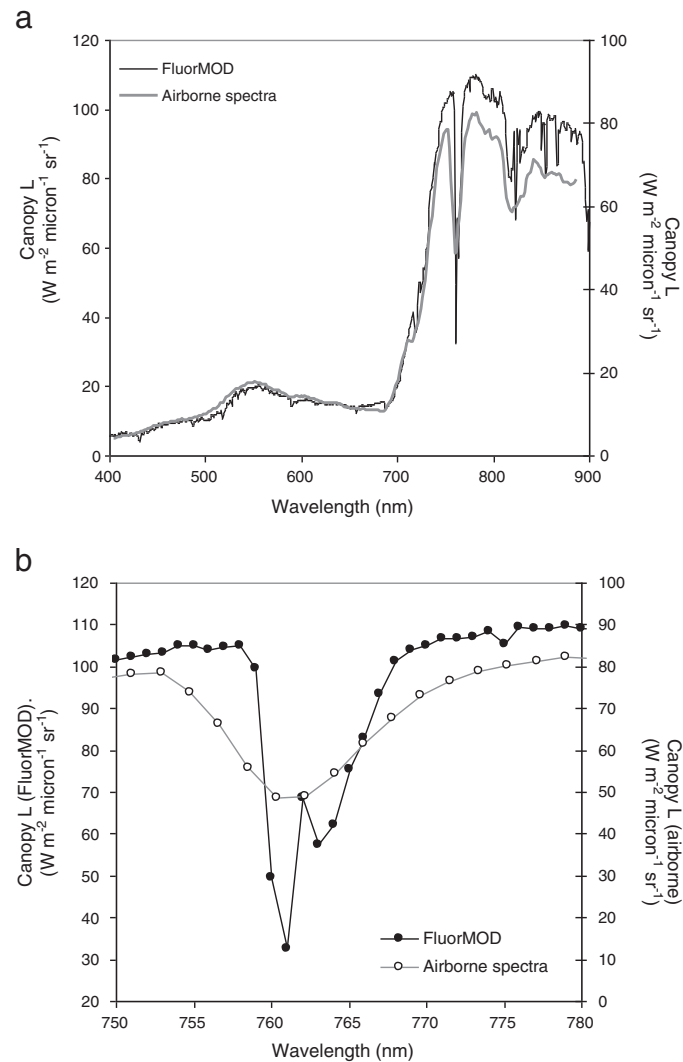 a
120
100
80
60
40
20
0
Canopy L
(W m-2 micron-1 sr-1)
FluorMOD
Airborne spectra
100
80
60
40
20
0
Canopy L
(W m-2 micron-1 sr-1)
400 500 600 700 800 900
Wavelength (nm)
b
120
110
100
90
80
70
60
50
40
30
20
Canopy L (FluorMOD).
(W m-2 micron-1 sr-1)
FluorMOD
Airborne spectra
100
90
80
70
60
50
40
30
20
10
0
Canopy L (airborne)
(W m-2 micron-1 sr-1)
750 755 760 765 770 775 780
Wavelength (nm)